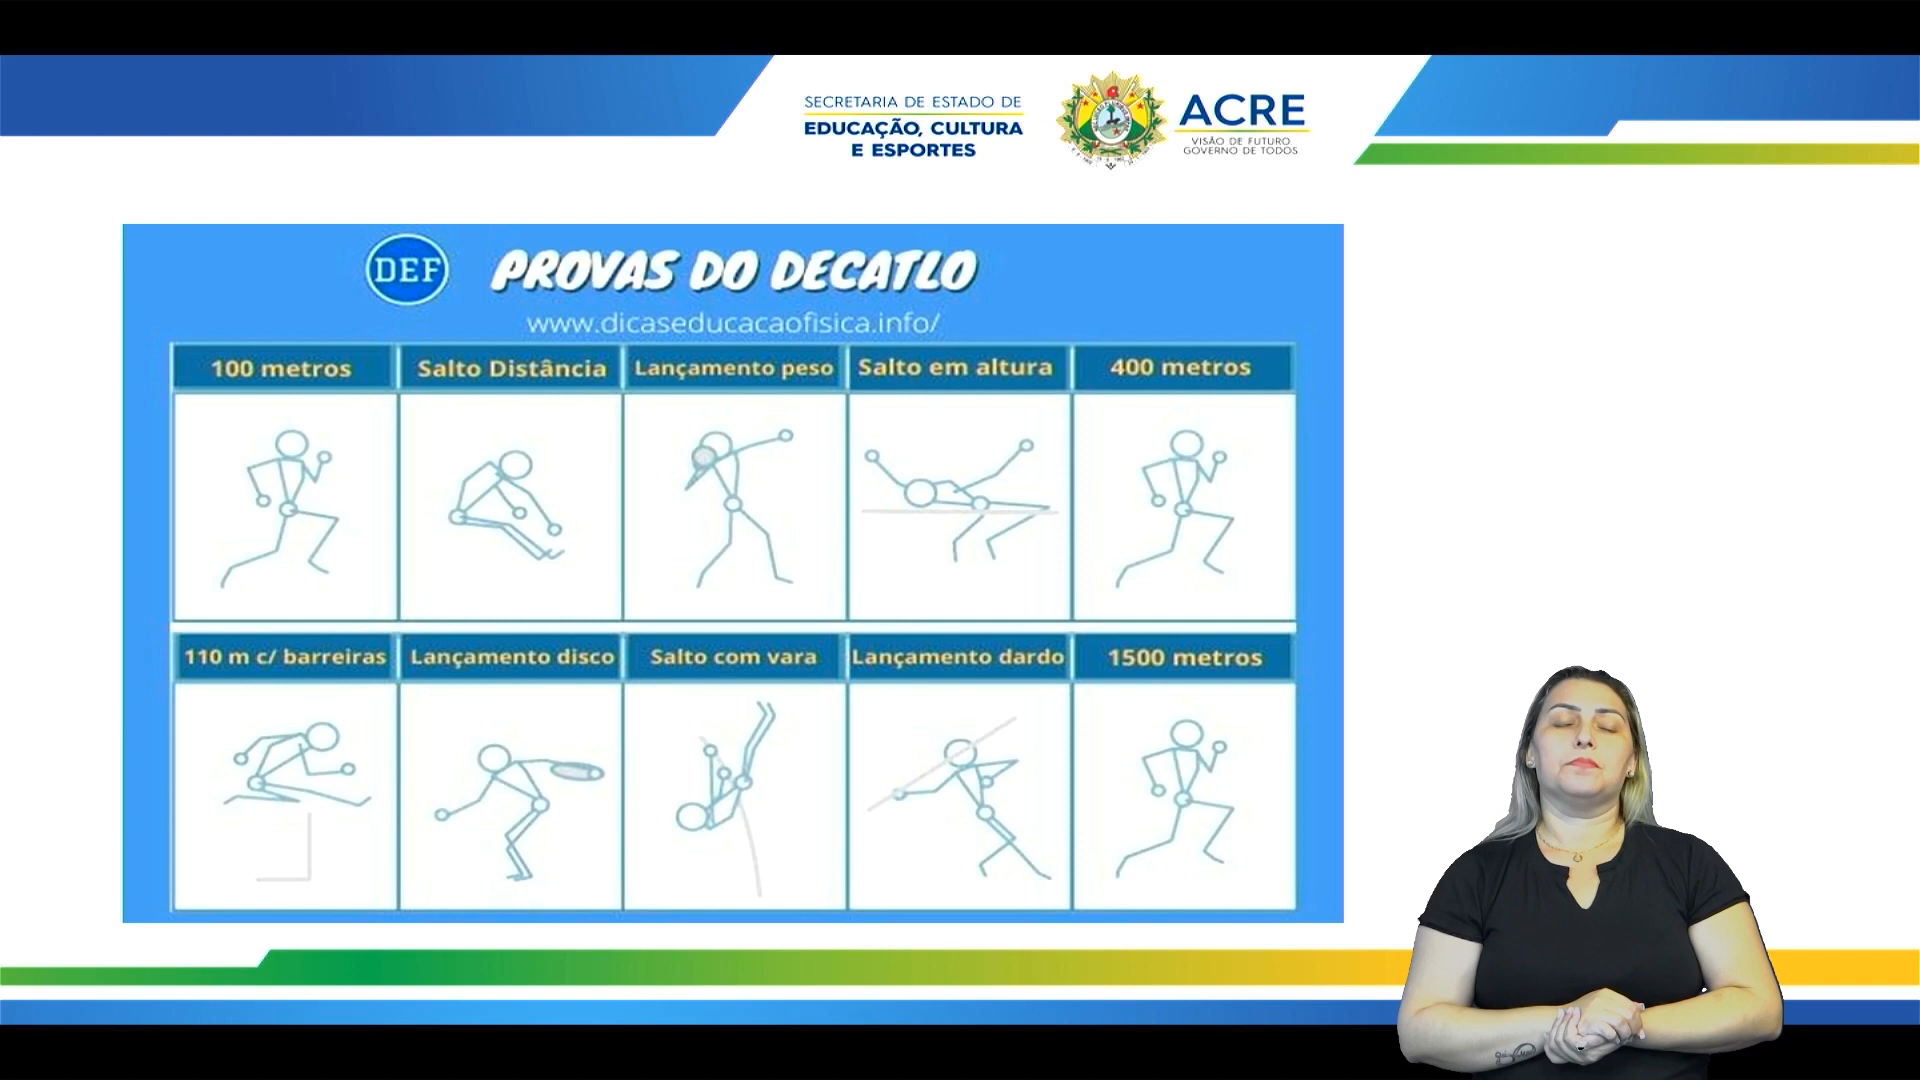 SECRETARIA DE ESTADO DE
EDUCAÇÃO, CULTURA
E ESPORTES
ACRE
VISÃO DE FUTURO
GOVERNO DE TODOS
DEF
PROVAS DO DECATLO
www.dicaseducacaofisica.info/
100 metros
Salto Distância
Lançamento peso
Salto em altura
400 metros
110 m c/ barreiras
Lançamento disco
Salto com vara
Lançamento dardo
1500 metros